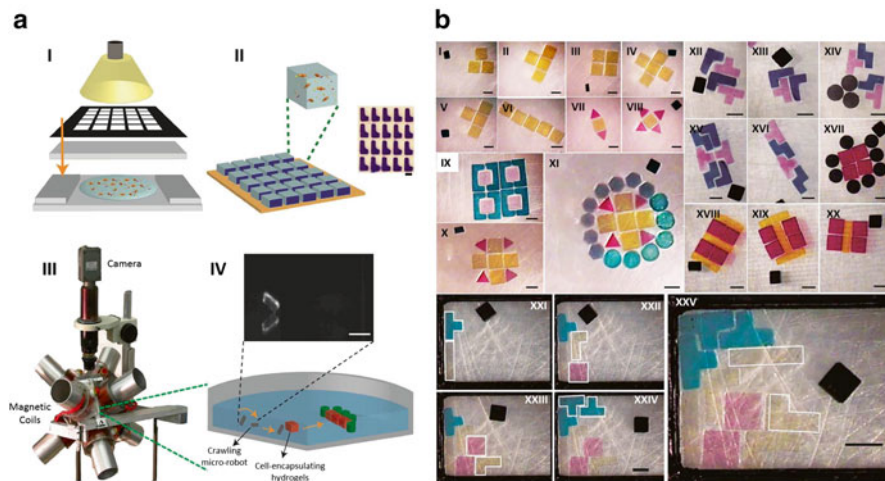 a
I
II
III
Camera
Magnetic
Coils
IV
Crawling
micro-robot
Cell-encapsulating
hydrogels
b
I
II
III
IV
V
VI
VII
VIII
IX
X
XI
XII
XIII
XIV
XV
XVI
XVII
XVIII
XIX
XX
XXI
XXII
XXIII
XXIV
XXV